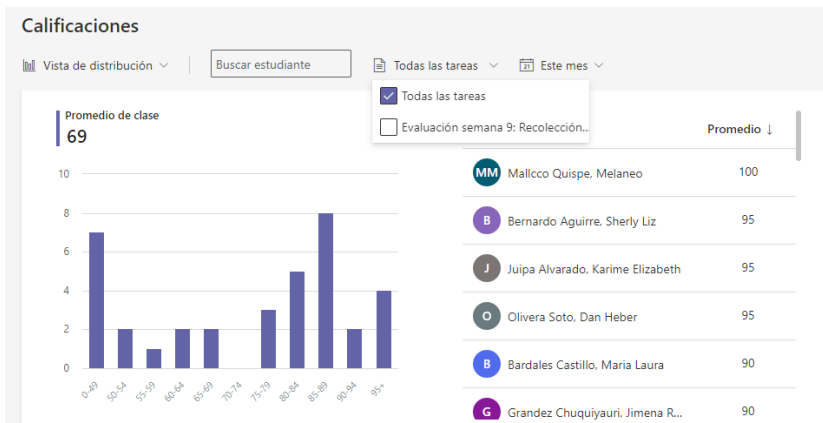 Calificaciones
Vista de distribución
Buscar estudiante
Todas las tareas
Este mes
Todas las tareas
Evaluación semana 9: Recolección..
Promedio de clase
69
10
8
6
4
2
0
0-49 50-54 55-59 60-64 65-69 70-74 75-79 80-84 85-89 90-94 95+
Promedio ↓
MM Mallcco Quispe, Melaneo 100
B Bernardo Aguirre, Sherly Liz 95
J Juipa Alvarado, Karime Elizabeth 95
O Olivera Soto, Dan Heber 95
B Bardales Castillo, Maria Laura 90
G Grandez Chuquiyauri, Jimena R... 90